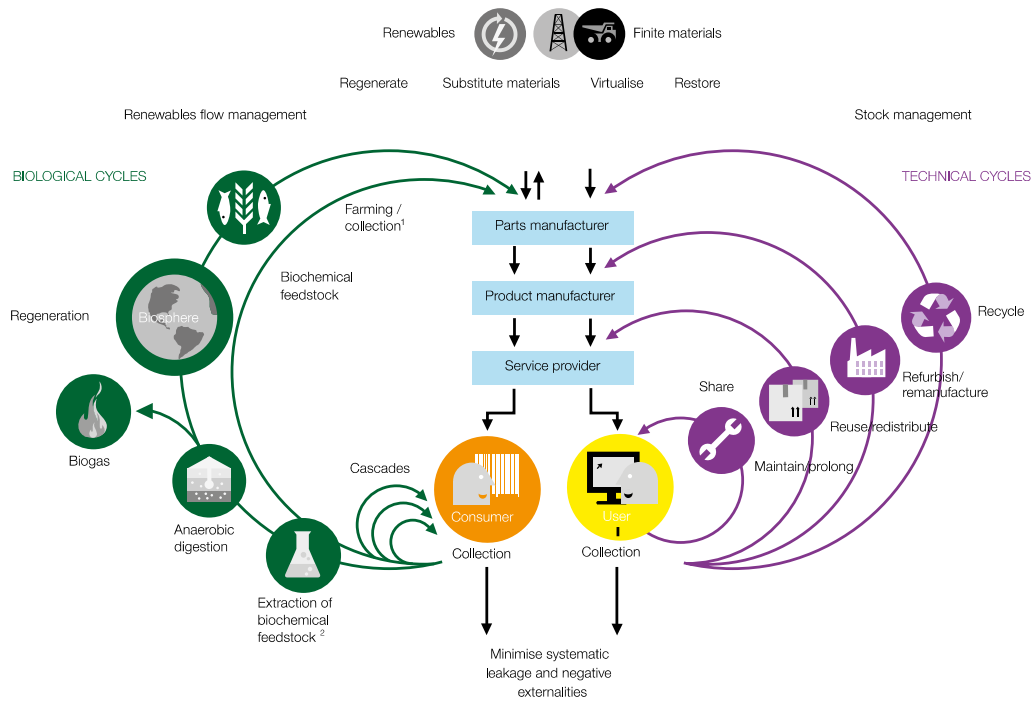 Renewables
Finite materials
Regenerate
Substitute materials
Virtualise
Restore
Renewables flow management
Stock management
BIOLOGICAL CYCLES
TECHNICAL CYCLES
Farming /
collection¹
Parts manufacturer
Biochemical
feedstock
Product manufacturer
Regeneration
Biosphere
Recycle
Service provider
Share
Refurbish/
remanufacture
Reuse/redistribute
Biogas
Cascades
Maintain/prolong
Consumer
User
Anaerobic
digestion
Collection
Collection
Extraction of
biochemical
feedstock ²
Minimise systematic
leakage and negative
externalities